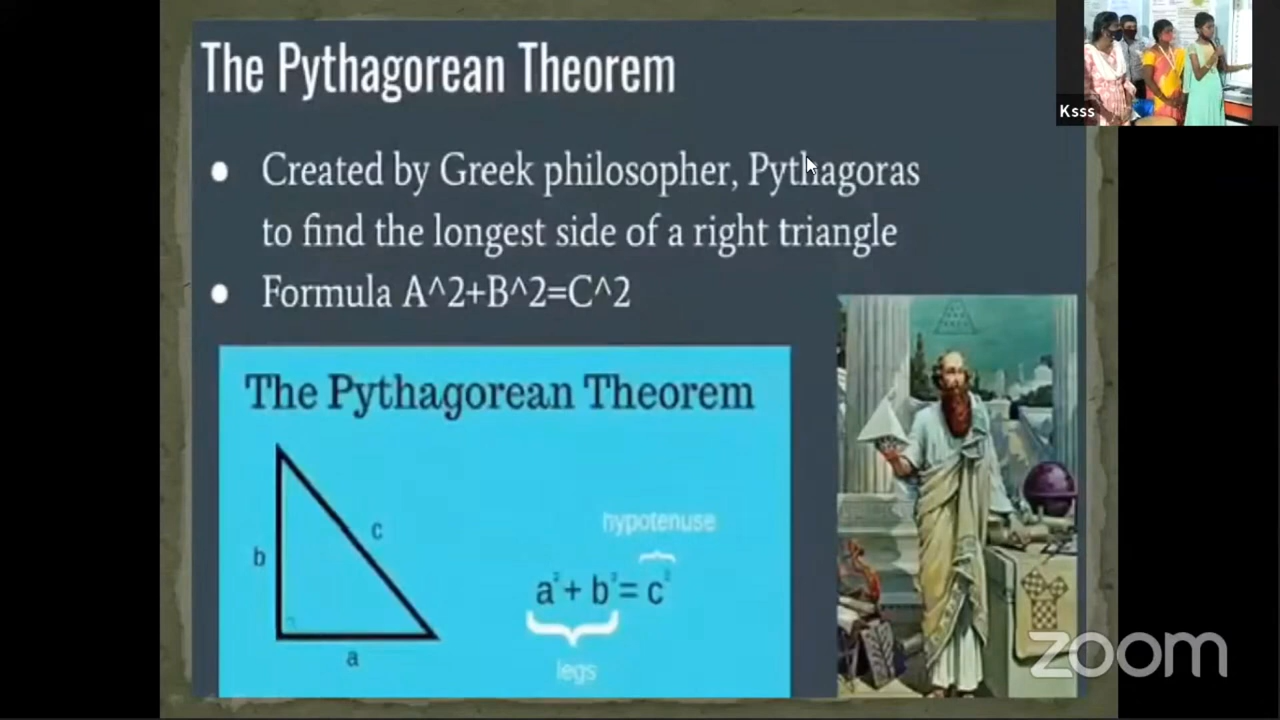 The Pythagorean Theorem
● Created by Greek philosopher, Pythagoras
to find the longest side of a right triangle
● Formula A^2+B^2=C^2
The Pythagorean Theorem
b
c
a
hypotenuse
a²+ b²= c²
legs
Ksss
zoom